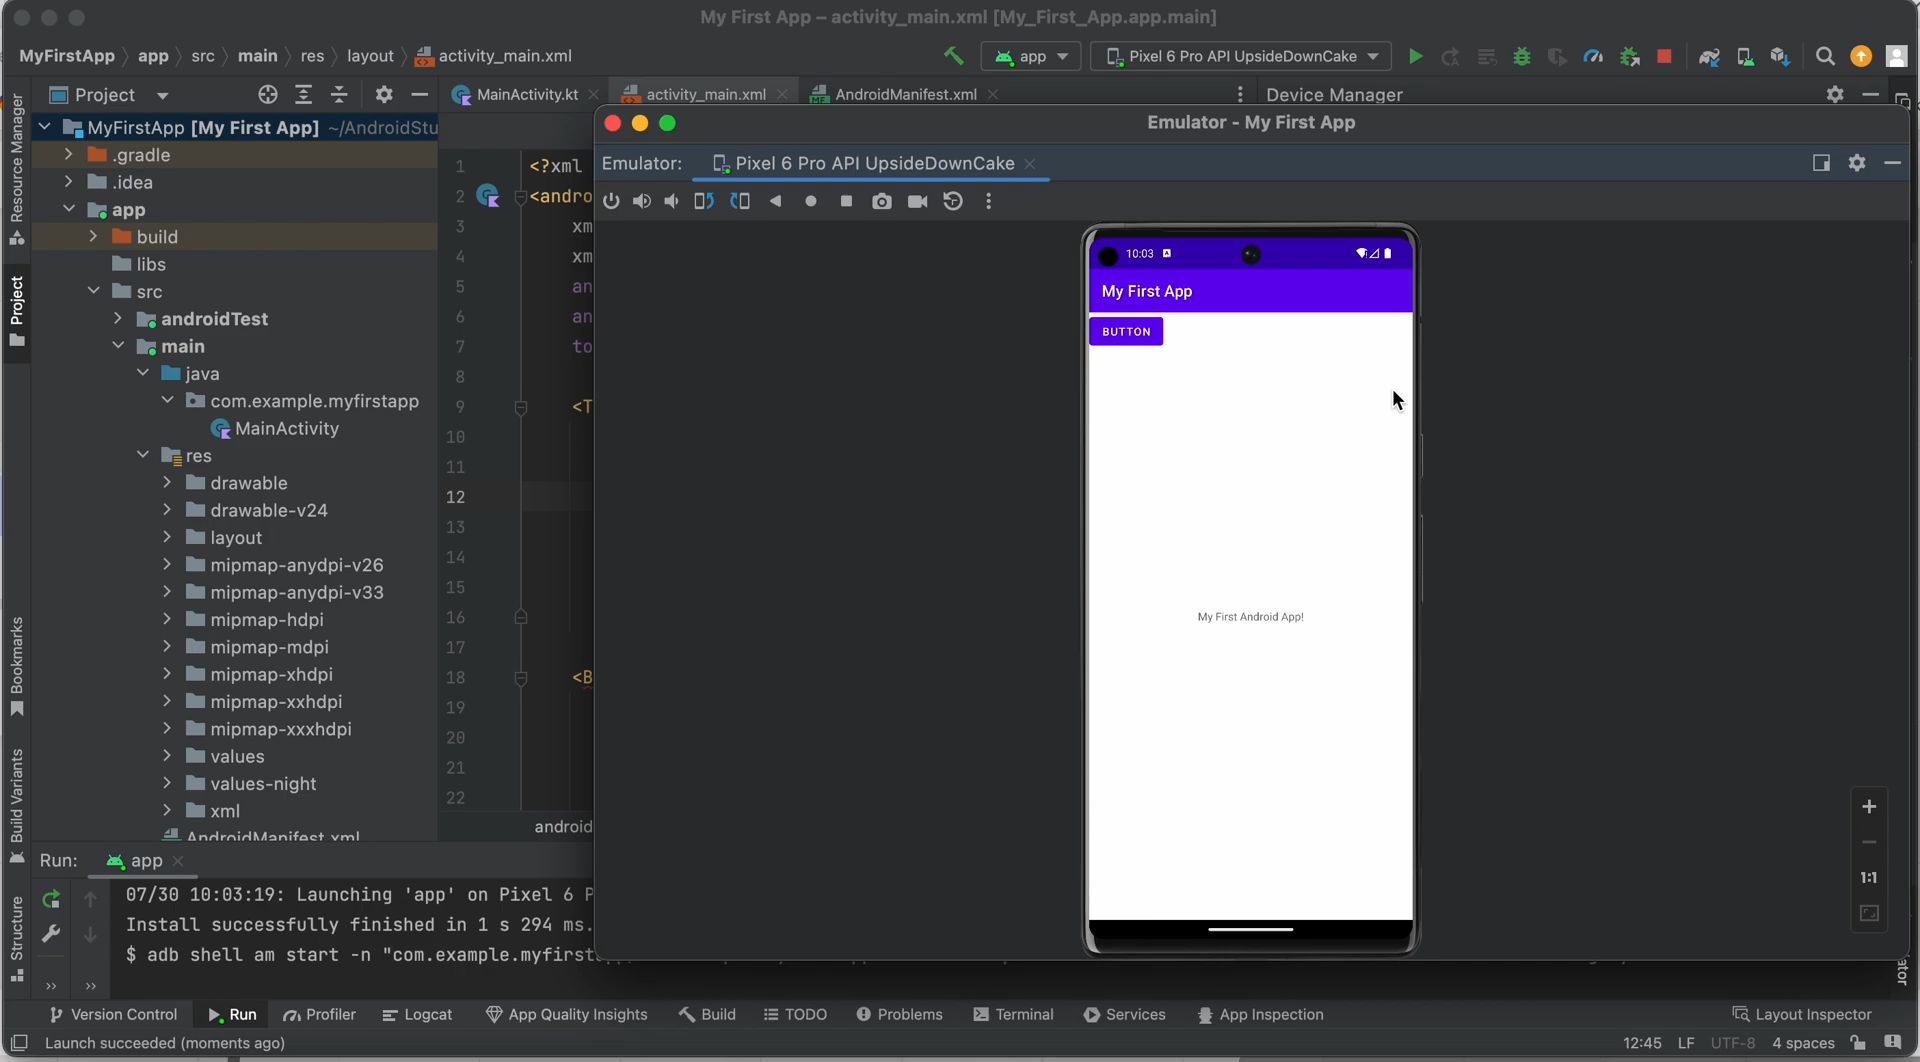 My First App – activity_main.xml [My_First_App.app.main]
MyFirstApp app src main res layout activity_main.xml
app
Pixel 6 Pro API UpsideDownCake
Project
MainActivity.kt
activity_main.xml
AndroidManifest.xml
Device Manager
Resource Manager
Project
Bookmarks
Build Variants
Structure
MyFirstApp [My First App] ~/AndroidStu
.gradle
.idea
app
build
libs
src
androidTest
main
java
com.example.myfirstapp
MainActivity
res
drawable
drawable-v24
layout
mipmap-anydpi-v26
mipmap-anydpi-v33
mipmap-hdpi
mipmap-mdpi
mipmap-xhdpi
mipmap-xxhdpi
mipmap-xxxhdpi
values
values-night
xml
AndroidManifest.xml
1 <?xml
2 <andro
3 xm
4 xm
5 an
6 an
7 to
8
9 <T
10
11
12
13
14
15
16
17
18 <B
19
20
21
22
android
Emulator - My First App
Emulator: Pixel 6 Pro API UpsideDownCake
10:03
My First App
BUTTON
My First Android App!
1:1
Run: app
07/30 10:03:19: Launching 'app' on Pixel 6 P
Install successfully finished in 1 s 294 ms.
$ adb shell am start -n "com.example.myfirst
Version Control Run Profiler Logcat App Quality Insights Build TODO Problems Terminal Services App Inspection Layout Inspector
Launch succeeded (moments ago)
12:45 LF UTF-8 4 spaces